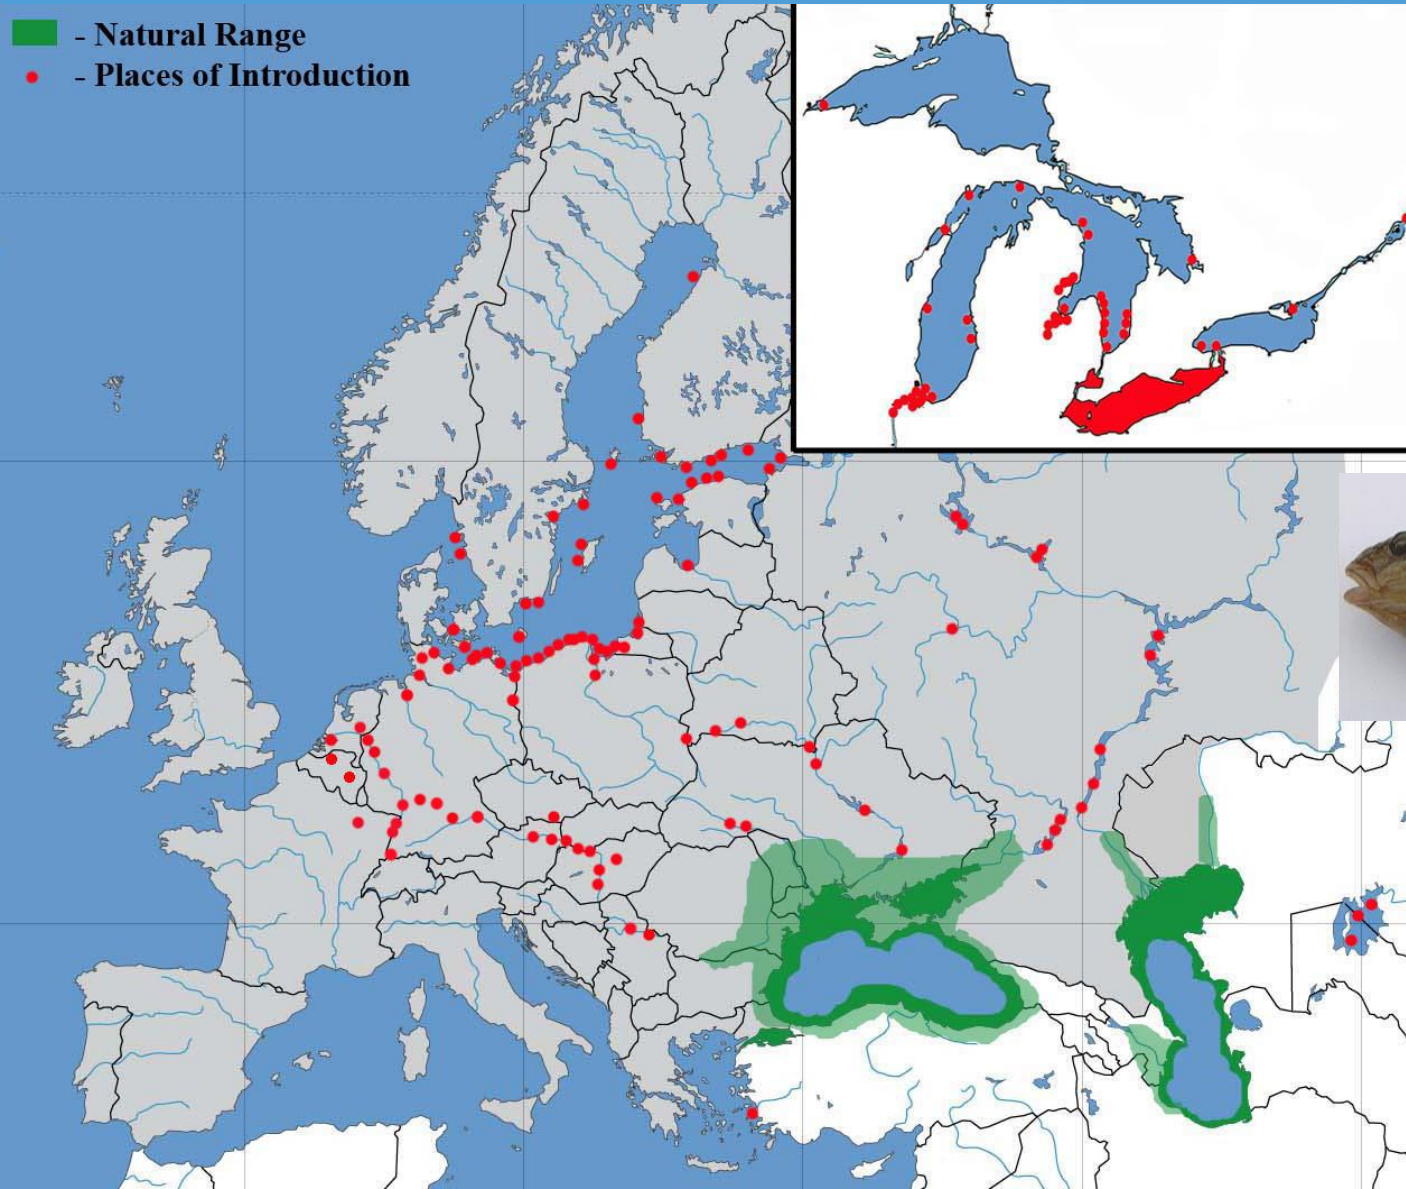 - Natural Range
- Places of Introduction